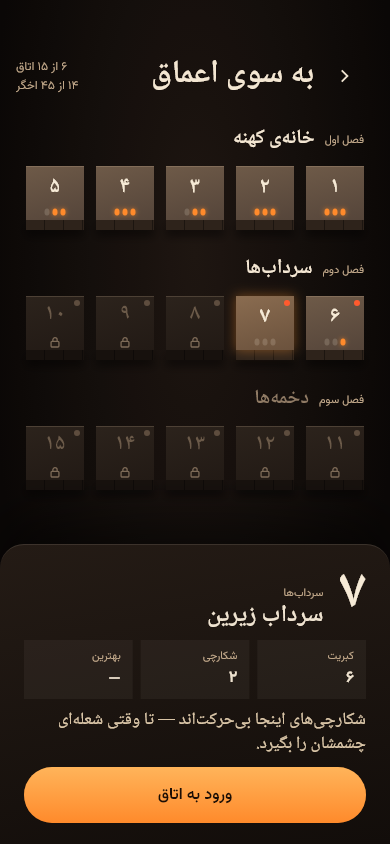 به سوی اعماق
۶ از ۱۵ اتاق
۱۴ از ۴۵ اخگر
فصل اول خانه‌ی کهنه
۱ ۲ ۳ ۴ ۵
فصل دوم سرداب‌ها
۶ ۷ ۸ ۹ ۱۰
فصل سوم دخمه‌ها
۱۱ ۱۲ ۱۳ ۱۴ ۱۵
۷
سرداب‌ها
سرداب زیرین
کبریت شکارچی بهترین
۶ ۲ —
شکارچی‌های اینجا بی‌حرکت‌اند — تا وقتی شعله‌ای
چشمشان را بگیرد.
ورود به اتاق